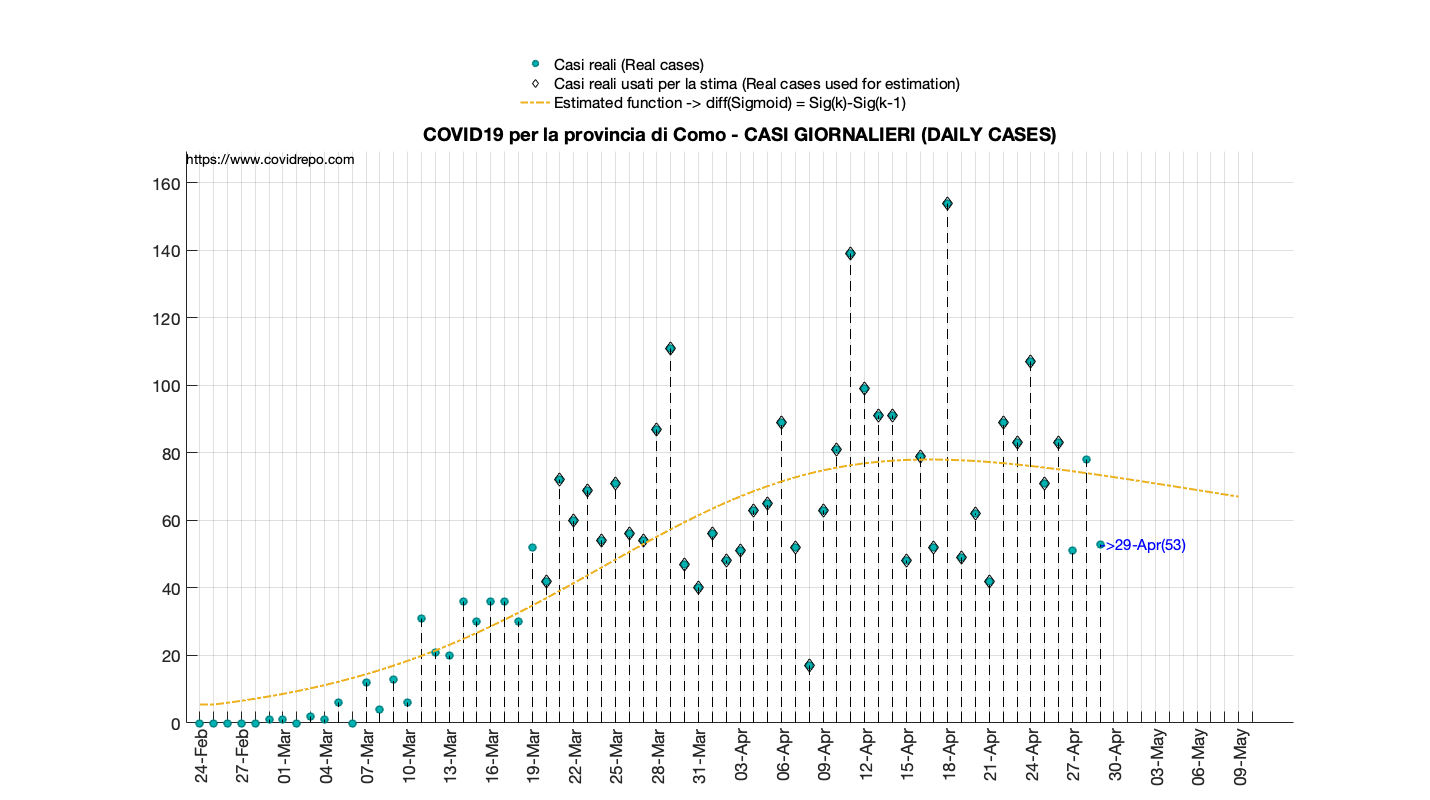 Casi reali (Real cases)
Casi reali usati per la stima (Real cases used for estimation)
Estimated function -> diff(Sigmoid) = Sig(k)-Sig(k-1)
COVID19 per la provincia di Como - CASI GIORNALIERI (DAILY CASES)
https://www.covidrepo.com
160
140
120
100
80
60
40
20
0
>29-Apr(53)
24-Feb
27-Feb
01-Mar
04-Mar
07-Mar
10-Mar
13-Mar
16-Mar
19-Mar
22-Mar
25-Mar
28-Mar
31-Mar
03-Apr
06-Apr
09-Apr
12-Apr
15-Apr
18-Apr
21-Apr
24-Apr
27-Apr
30-Apr
03-May
06-May
09-May